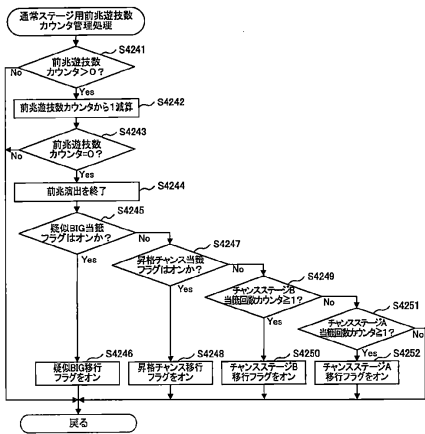 通常ステージ用前兆遊技数
カウンタ管理処理
S4241
前兆遊技数
カウンタ>0?
No
Yes
S4242
前兆遊技数カウンタから1減算
S4243
前兆遊技数
カウンタ=0?
No
Yes
S4244
前兆演出を終了
S4245
疑似BIG当籤
フラグはオンか?
No
Yes
S4247
昇格チャンス当籤
フラグはオンか?
No
Yes
S4249
チャンスステージB
当籤回数カウンタ≧1?
No
Yes
S4251
チャンスステージA
当籤回数カウンタ≧1?
No
Yes
S4246
疑似BIG移行
フラグをオン
S4248
昇格チャンス移行
フラグをオン
S4250
チャンスステージB
移行フラグをオン
S4252
チャンスステージA
移行フラグをオン
戻る